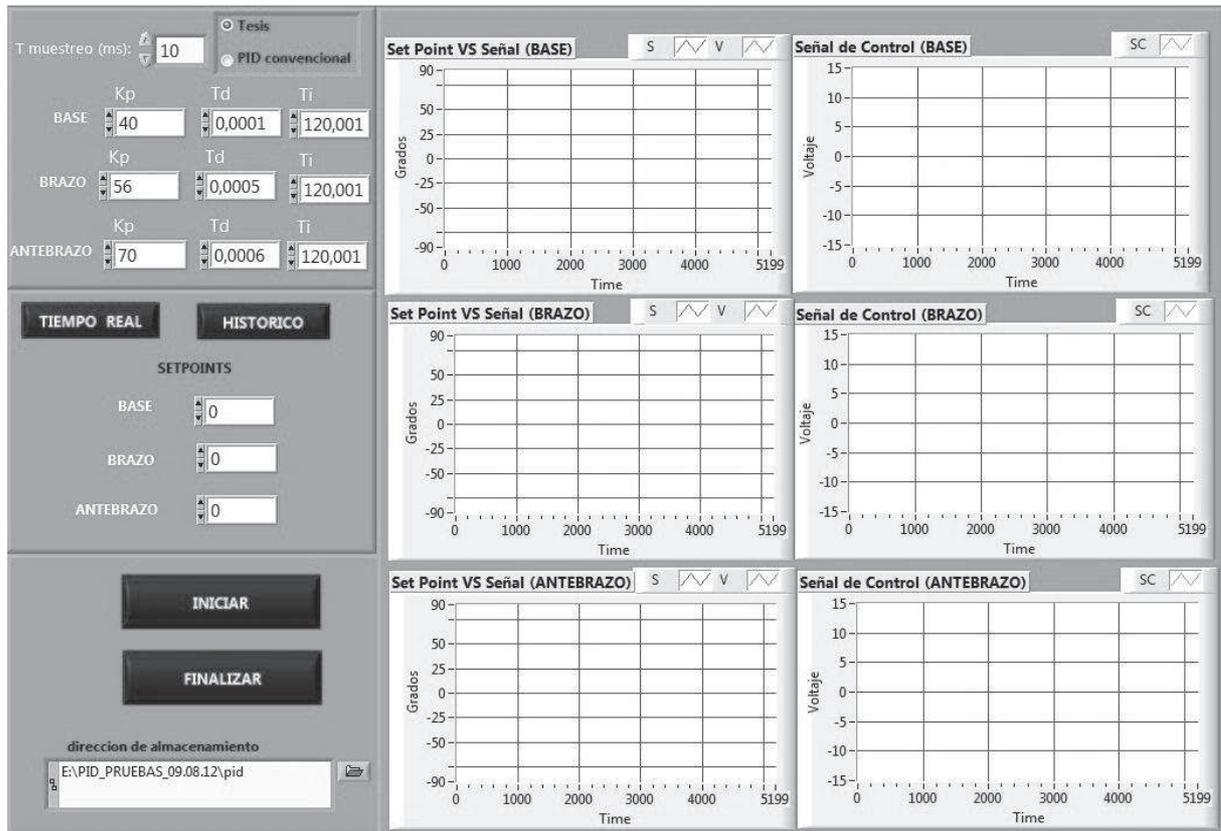 T muestreo (ms): 10
Tesis
PID convencional
Kp Td Ti
BASE 40 0,0001 120,001
Kp Td Ti
BRAZO 56 0,0005 120,001
Kp Td Ti
ANTEBRAZO 70 0,0006 120,001
TIEMPO REAL HISTORICO
SETPOINTS
BASE 0
BRAZO 0
ANTEBRAZO 0
INICIAR
FINALIZAR
direccion de almacenamiento
E:\PID_PRUEBAS_09.08.12\pid
Set Point VS Señal (BASE) S V
Grados
90
50
25
0
-25
-50
-90
0 1000 2000 3000 4000 5199
Time
Señal de Control (BASE) SC
Voltaje
15
10
5
0
-5
-10
-15
0 1000 2000 3000 4000 5199
Time
Set Point VS Señal (BRAZO) S V
Grados
90
50
25
0
-25
-50
-90
0 1000 2000 3000 4000 5199
Time
Señal de Control (BRAZO) SC
Voltaje
15
10
5
0
-5
-10
-15
0 1000 2000 3000 4000 5199
Time
Set Point VS Señal (ANTEBRAZO) S V
Grados
90
50
25
0
-25
-50
-90
0 1000 2000 3000 4000 5199
Time
Señal de Control (ANTEBRAZO) SC
Voltaje
15
10
5
0
-5
-10
-15
0 1000 2000 3000 4000 5199
Time